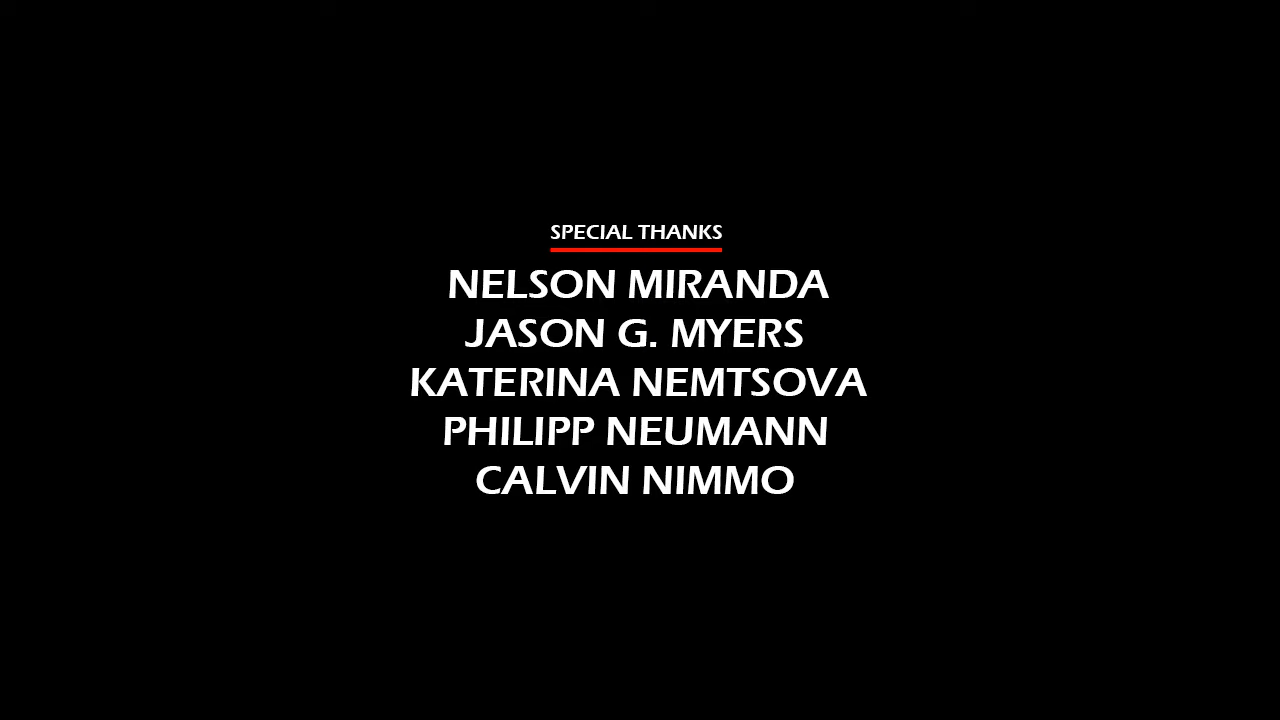 SPECIAL THANKS
NELSON MIRANDA
JASON G. MYERS
KATERINA NEMTSOVA
PHILIPP NEUMANN
CALVIN NIMMO